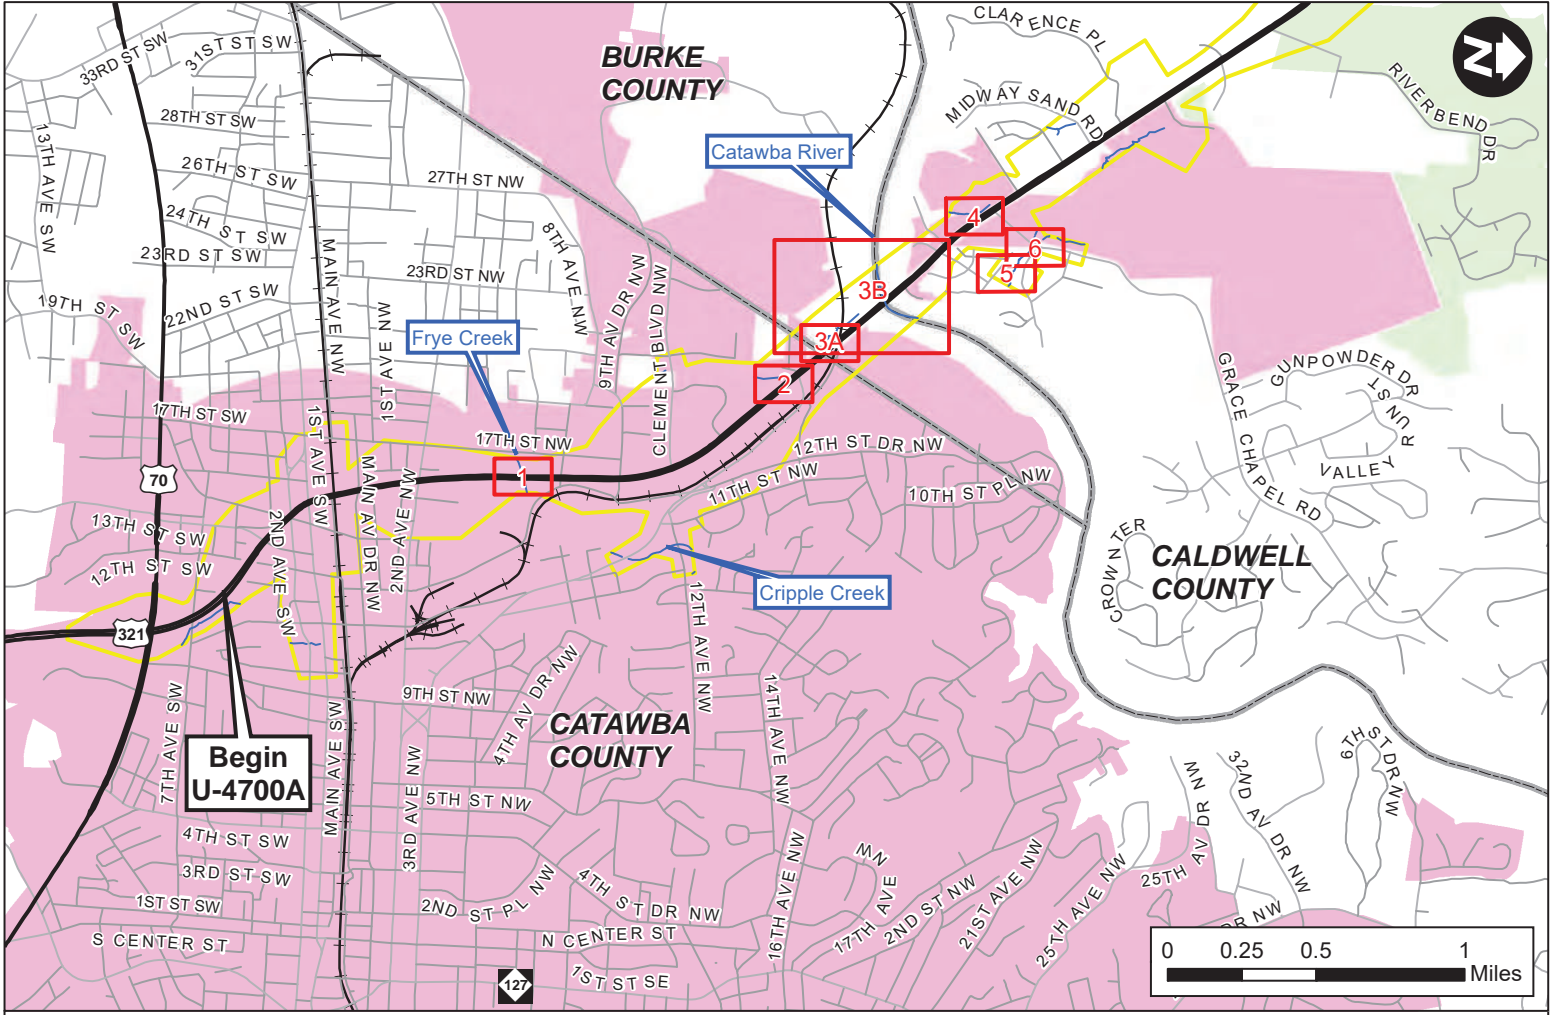 CLARENCE PL
33RD ST SW
31ST ST SW
BURKE
COUNTY
N
RIVERBEND DR
MIDWAY SAND RD
28TH ST SW
13TH AVE SW
Catawba River
26TH ST SW
27TH ST NW
24TH ST SW
4
8TH AVE NW
23RD ST SW
MAIN AVE NW
6
23RD ST NW
5
9TH AV DR NW
CLEMENT BLVD NW
22ND ST SW
3B
19TH ST SW
1ST AVE NW
Frye Creek
3A
GRACE CHAPEL RD
GUNPOWDER DR
2
RUN ST
17TH ST SW
1ST AVE SW
17TH ST NW
12TH ST DR NW
VALLEY
70
MAIN AV DR NW
2ND AVE NW
1
11TH ST NW
10TH ST PL NW
13TH ST SW
2ND AVE SW
CROWNTER
CALDWELL
COUNTY
12TH ST SW
Cripple Creek
12TH AVE NW
321
9TH ST NW
4TH AV DR NW
14TH AVE NW
7TH AVE SW
MAIN AVE SW
CATAWBA
COUNTY
6TH ST DR NW
Begin
U-4700A
3RD AVE NW
32ND AV DR NW
25TH AV DR NW
5TH ST NW
4TH ST SW
16TH AVE NW
NW
3RD ST SW
4TH ST DR NW
17TH AVE
2ND ST NW
21ST AVE NW
25TH AVE NW
1ST ST SW
2ND ST PL NW
DR NW
S CENTER ST
N CENTER ST
0 0.25 0.5 1
Miles
127
1ST ST SE